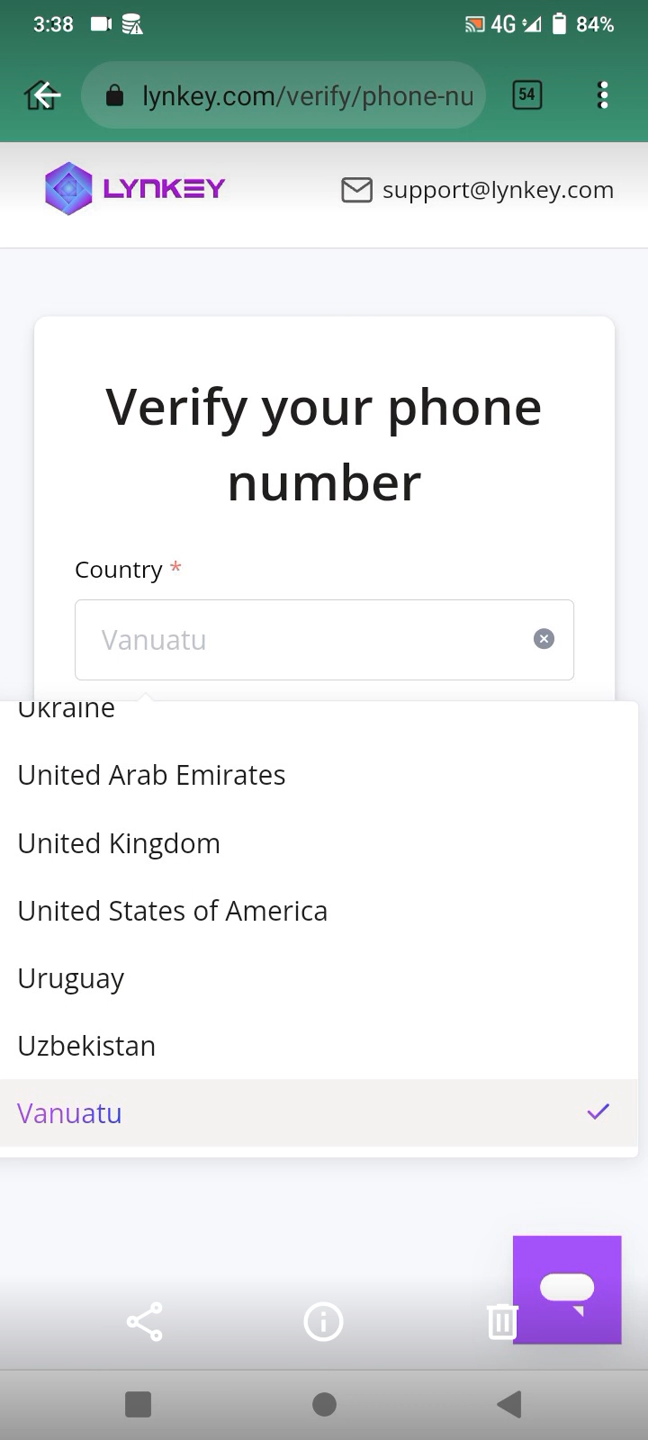 3:38
4G
84%
lynkey.com/verify/phone-nu
54
LYNKEY
support@lynkey.com
Verify your phone
number
Country *
Vanuatu
Ukraine
United Arab Emirates
United Kingdom
United States of America
Uruguay
Uzbekistan
Vanuatu